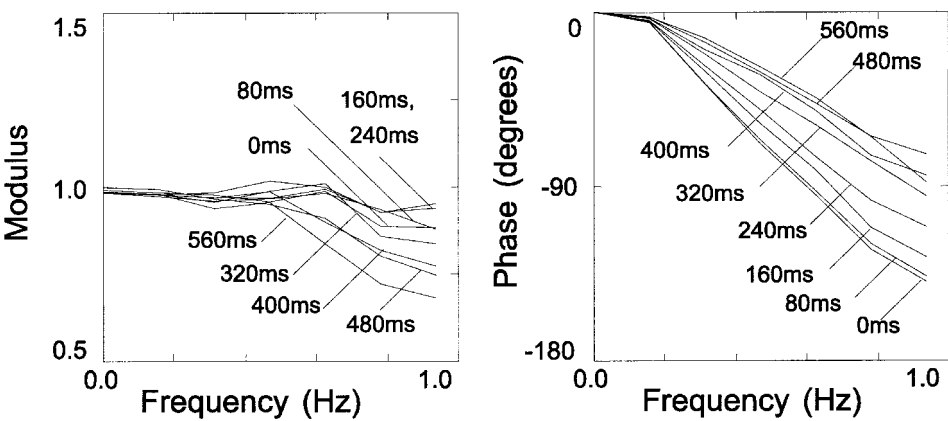 1.5
80ms
160ms,
240ms
0ms
1.0
560ms
320ms
400ms
480ms
0.5
0.0
1.0
Modulus
Frequency (Hz)
0
560ms
480ms
400ms
320ms
-90
240ms
160ms
80ms
0ms
-180
0.0
1.0
Phase (degrees)
Frequency (Hz)